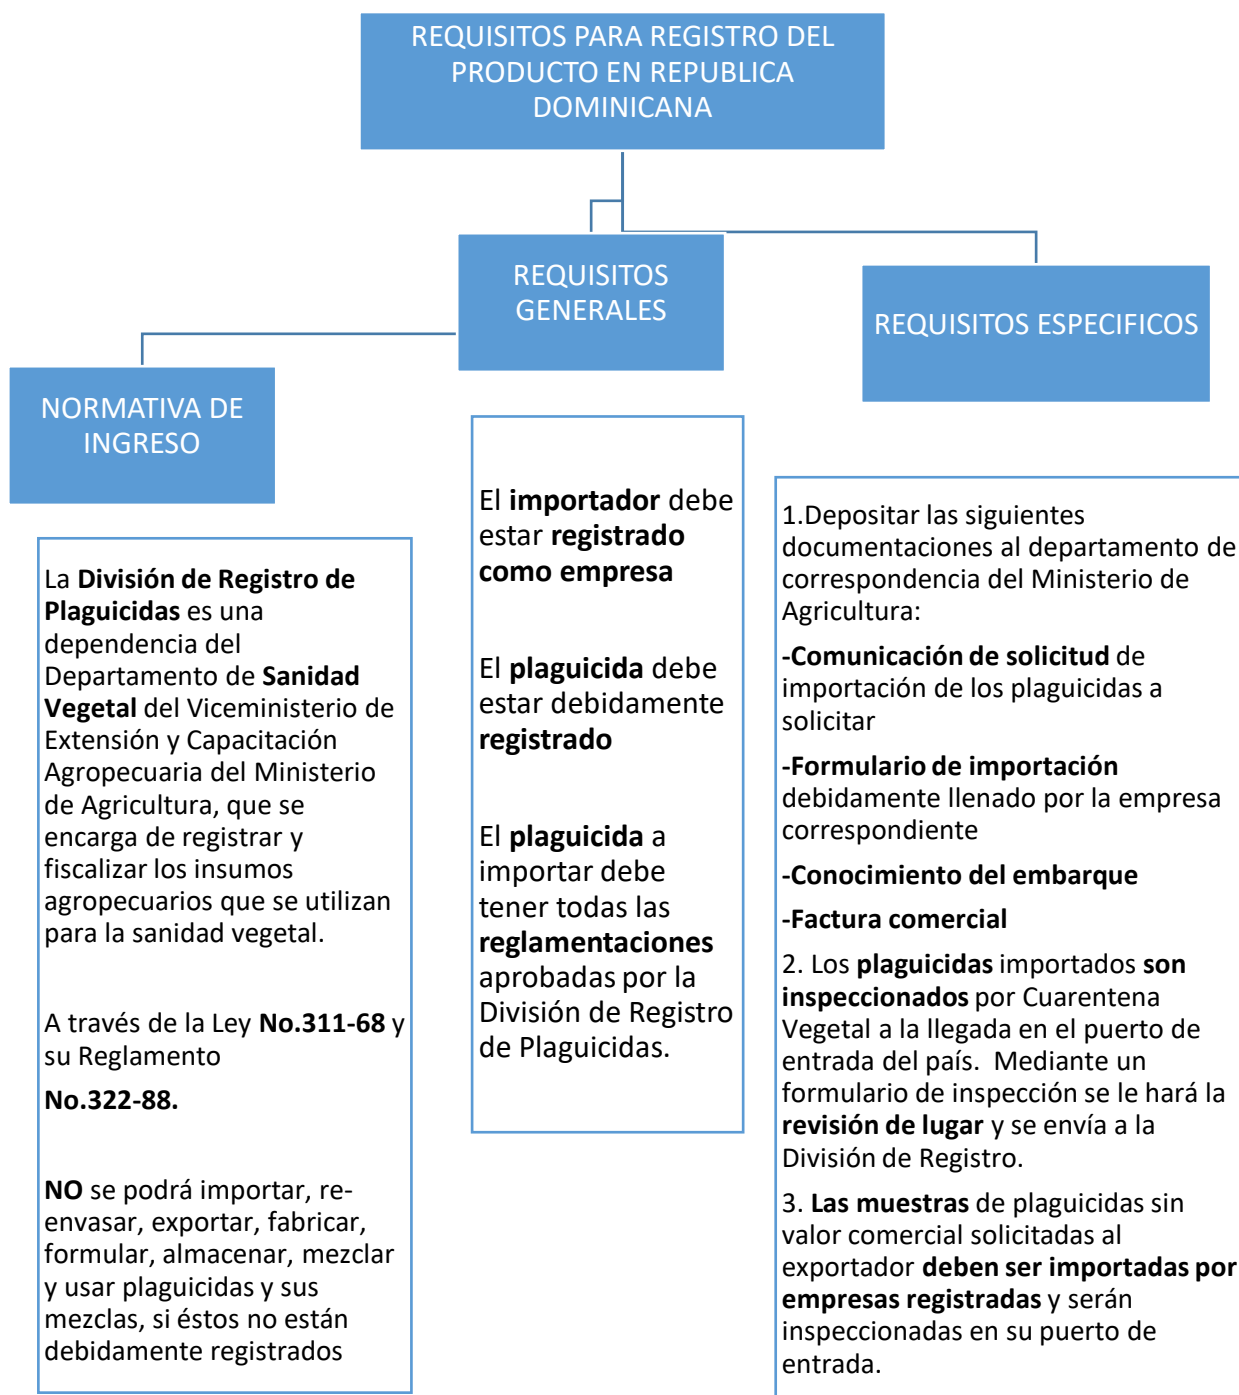 REQUISITOS PARA REGISTRO DEL
PRODUCTO EN REPUBLICA
DOMINICANA
REQUISITOS
GENERALES
REQUISITOS ESPECIFICOS
NORMATIVA DE
INGRESO
La División de Registro de
Plaguicidas es una
dependencia del
Departamento de Sanidad
Vegetal del Viceministerio de
Extensión y Capacitación
Agropecuaria del Ministerio
de Agricultura, que se
encarga de registrar y
fiscalizar los insumos
agropecuarios que se utilizan
para la sanidad vegetal.
A través de la Ley No.311-68 y
su Reglamento
No.322-88.
NO se podrá importar, re-
envasar, exportar, fabricar,
formular, almacenar, mezclar
y usar plaguicidas y sus
mezclas, si éstos no están
debidamente registrados
El importador debe
estar registrado
como empresa
El plaguicida debe
estar debidamente
registrado
El plaguicida a
importar debe
tener todas las
reglamentaciones
aprobadas por la
División de Registro
de Plaguicidas.
1.Depositar las siguientes
documentaciones al departamento de
correspondencia del Ministerio de
Agricultura:
-Comunicación de solicitud de
importación de los plaguicidas a
solicitar
-Formulario de importación
debidamente llenado por la empresa
correspondiente
-Conocimiento del embarque
-Factura comercial
2. Los plaguicidas importados son
inspeccionados por Cuarentena
Vegetal a la llegada en el puerto de
entrada del país.  Mediante un
formulario de inspección se le hará la
revisión de lugar y se envía a la
División de Registro.
3. Las muestras de plaguicidas sin
valor comercial solicitadas al
exportador deben ser importadas por
empresas registradas y serán
inspeccionadas en su puerto de
entrada.